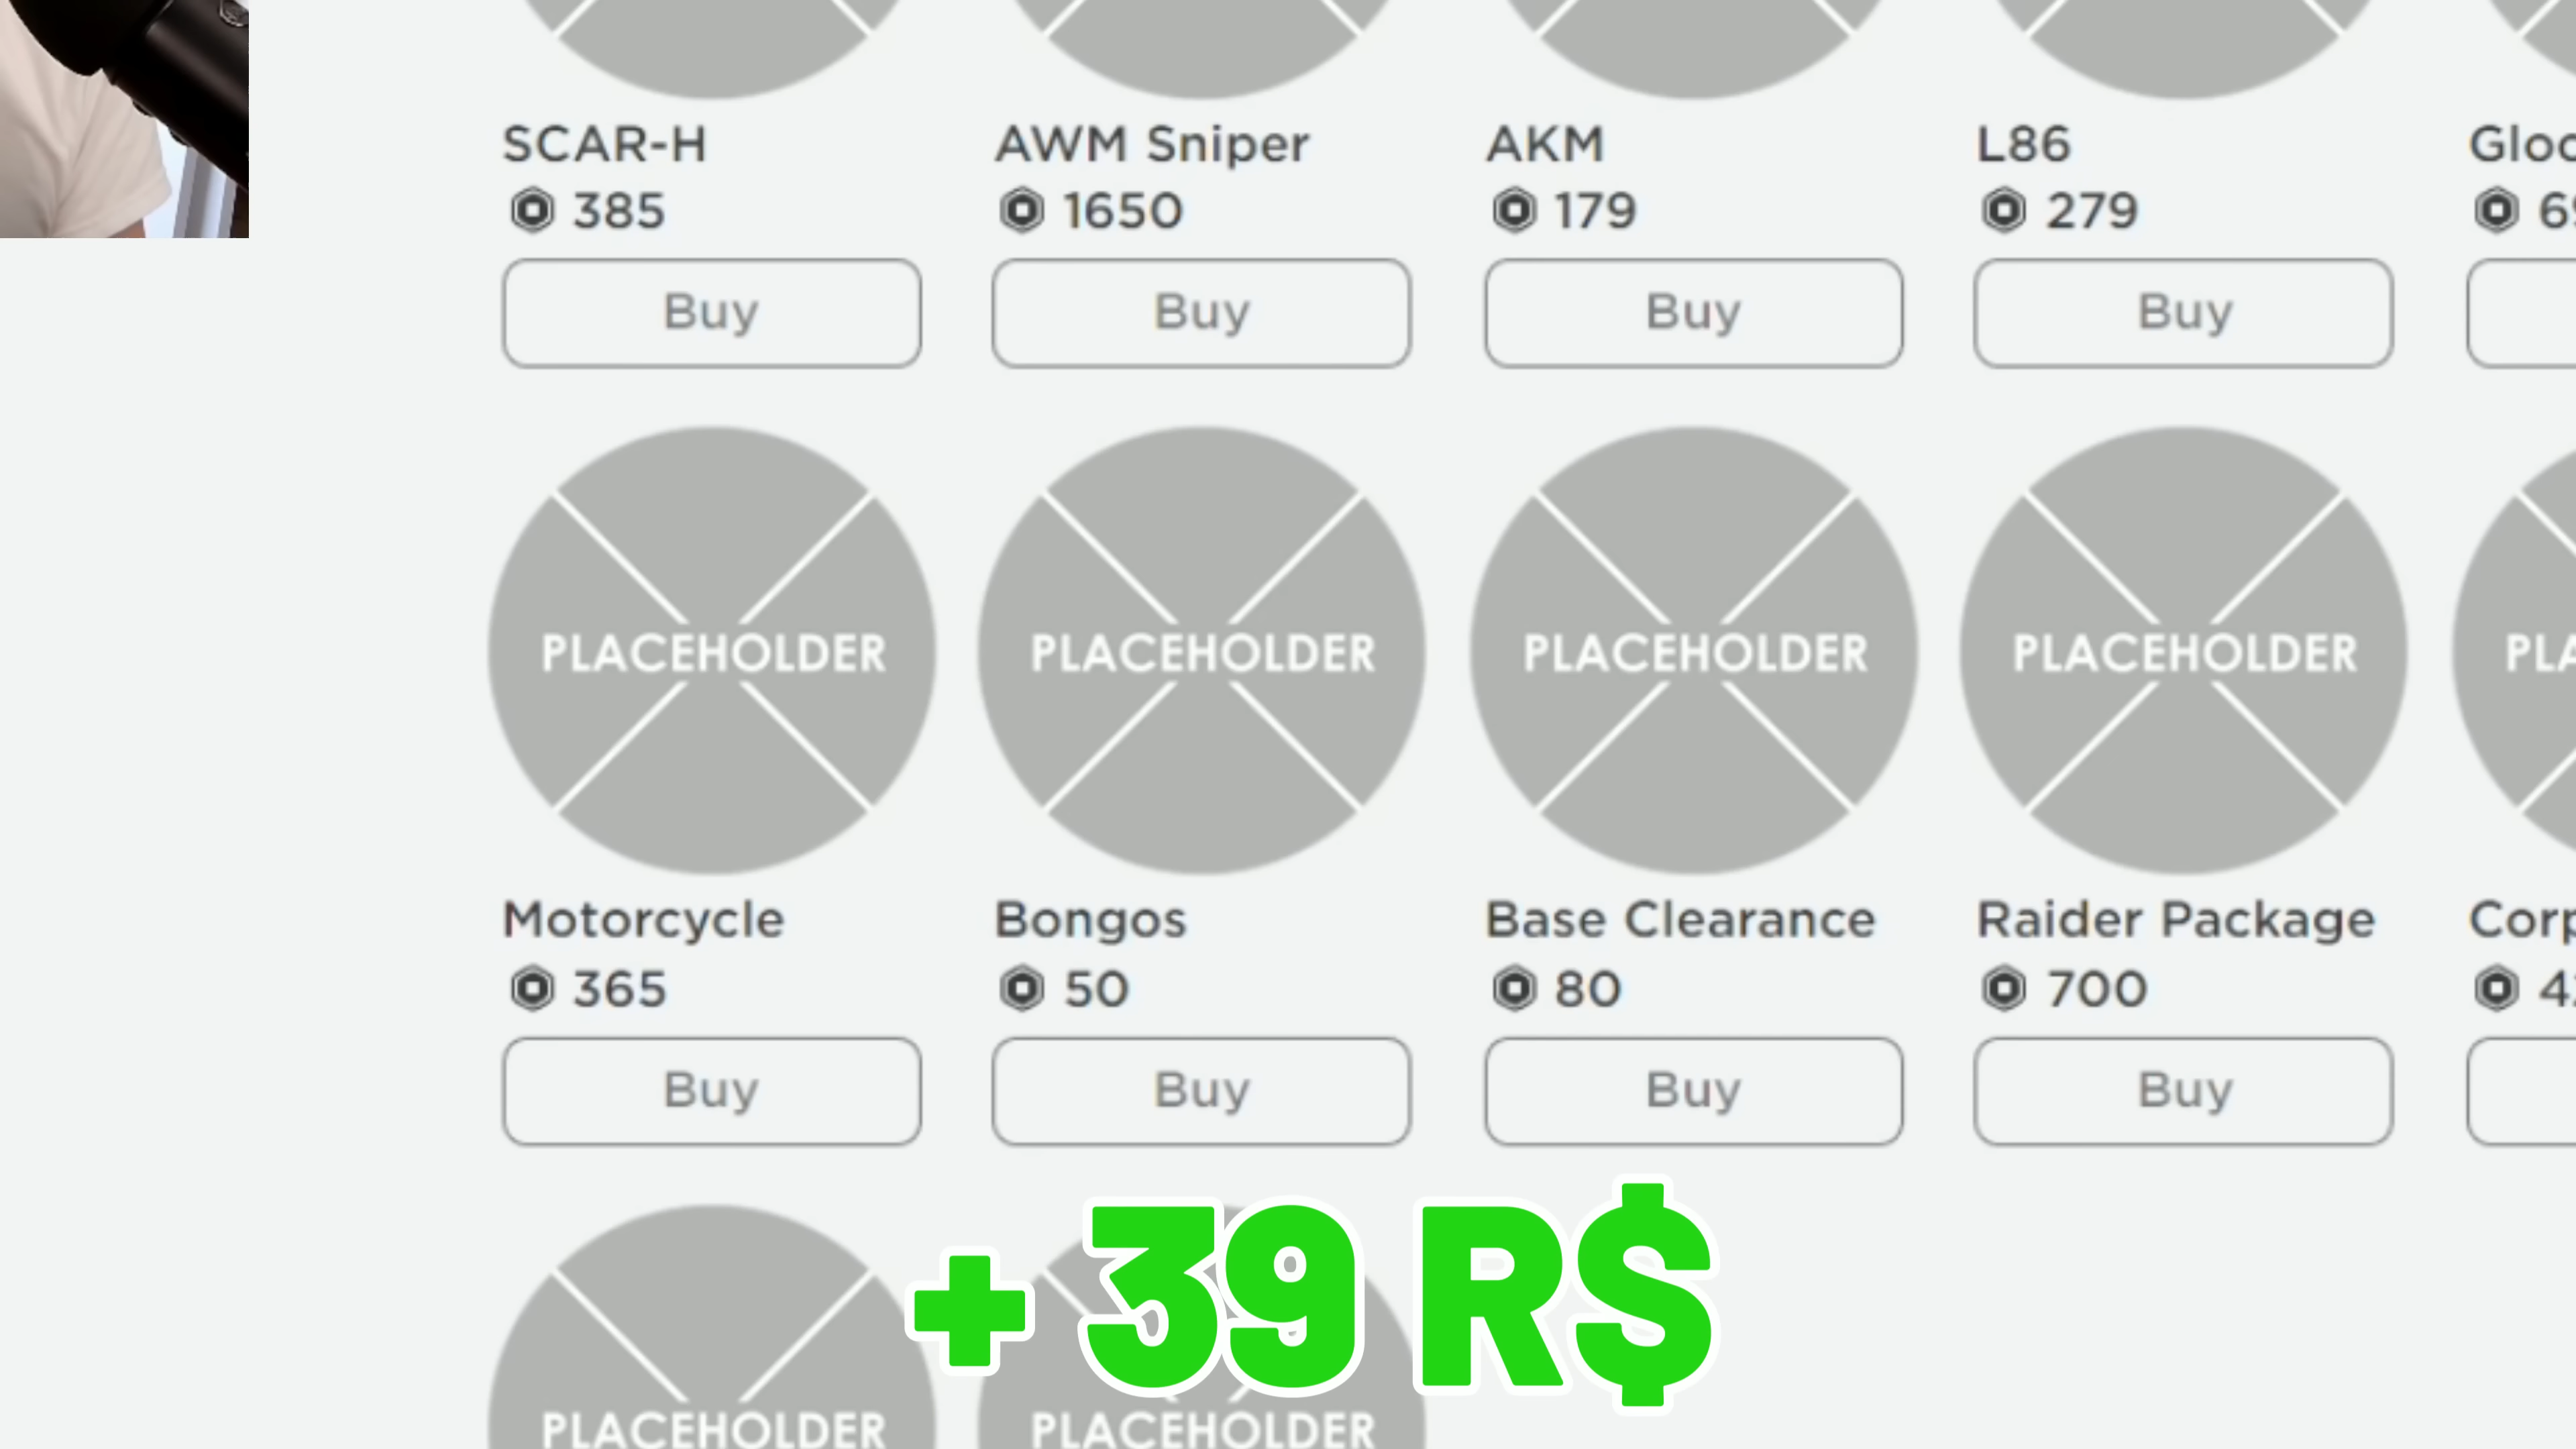 SCAR-H
385
Buy
AWM Sniper
1650
Buy
AKM
179
Buy
L86
279
Buy
PLACEHOLDER
Motorcycle
365
Buy
PLACEHOLDER
Bongos
50
Buy
PLACEHOLDER
Base Clearance
80
Buy
PLACEHOLDER
Raider Package
700
Buy
+ 39 R$
PLACEHOLDER
PLACEHOLDER